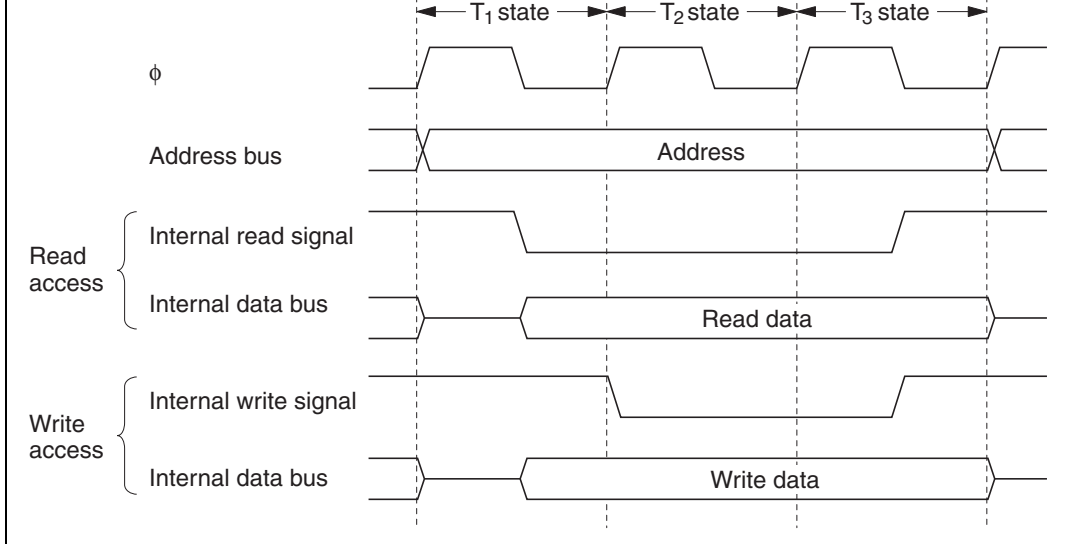 T1 state T2 state T3 state
ϕ
Address bus
Address
Read
access
Internal read signal
Internal data bus
Read data
Write
access
Internal write signal
Internal data bus
Write data